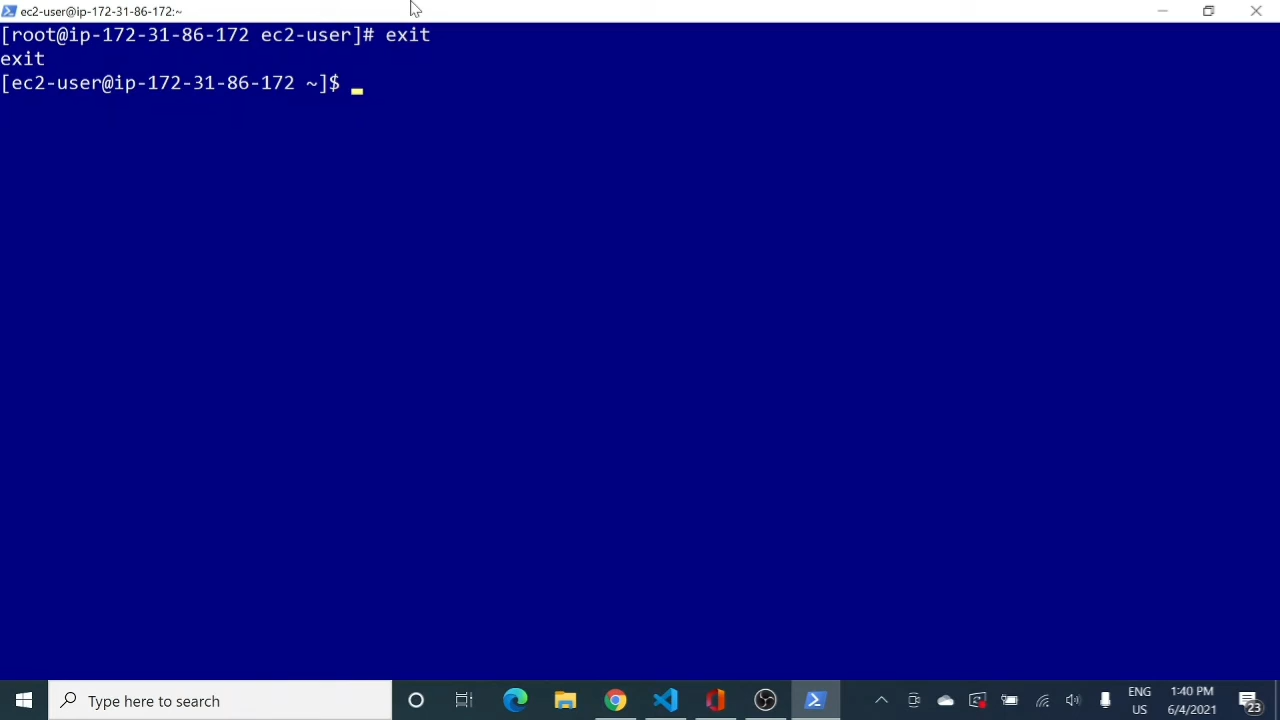 ec2-user@ip-172-31-86-172:~
[root@ip-172-31-86-172 ec2-user]# exit
exit
[ec2-user@ip-172-31-86-172 ~]$
Type here to search
ENG
US
1:40 PM
6/4/2021
23